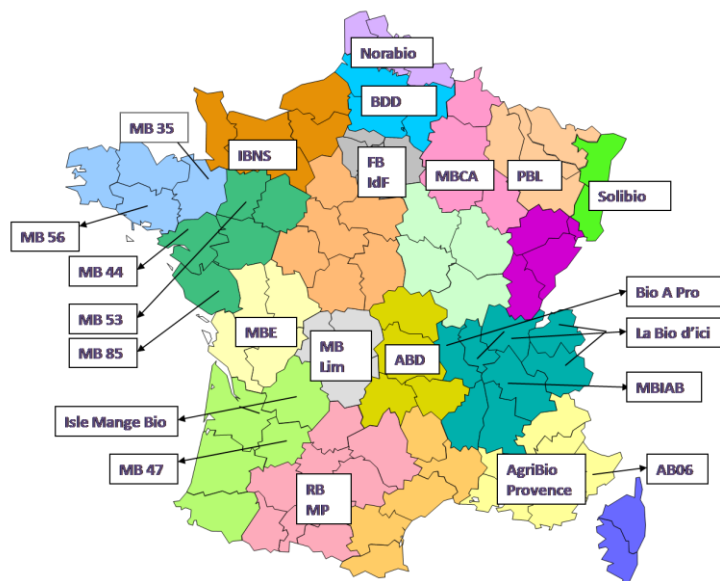 Norabio
BDD
MB 35
IBNS
FB
IdF
MBCA
PBL
Solibio
MB 56
MB 44
Bio A Pro
MB 53
La Bio d'ici
MBE
MB
Lim
ABD
MB 85
MBIAB
Isle Mange Bio
MB 47
AgriBio
Provence
AB06
RB
MP